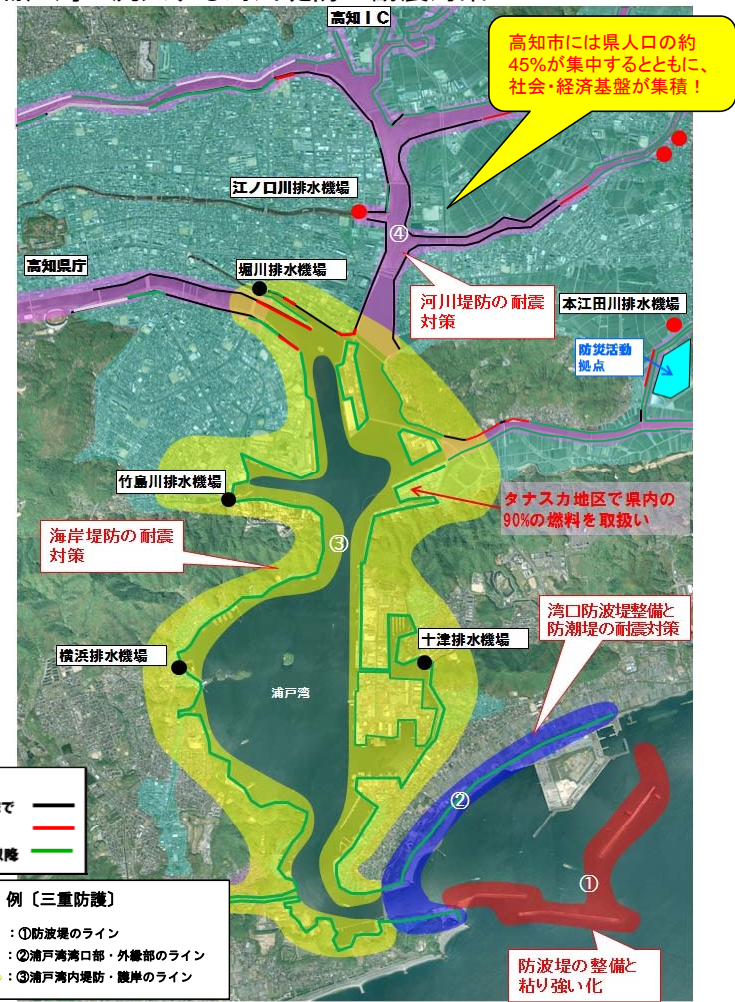 高知IC
高知市には県人口の約
45%が集中するとともに、
社会・経済基盤が集積！
江ノ口川排水機場
④
高知県庁
堀川排水機場
河川堤防の耐震
対策
本江田川排水機場
防災活動
拠点
竹島川排水機場
タナスカ地区で県内の
90%の燃料を取扱い
海岸堤防の耐震
対策
③
湾口防波堤整備と
防潮堤の耐震対策
十津排水機場
横浜排水機場
浦戸湾
②
で
降
①
例〔三重防護〕
：①防波堤のライン
：②浦戸湾湾口部・外縁部のライン
：③浦戸湾内堤防・護岸のライン
防波堤の整備と
粘り強い化